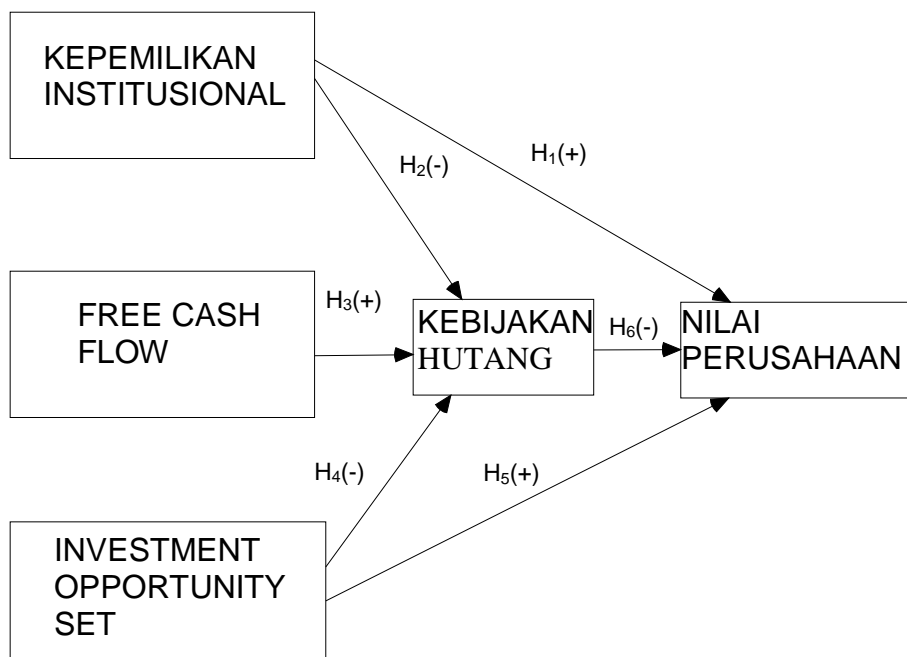 KEPEMILIKAN
INSTITUSIONAL
H₁(+)
H₂(-)
FREE CASH
FLOW
H₃(+)
KEBIJAKAN
HUTANG
H₆(-)
NILAI
PERUSAHAAN
H₄(-)
H₅(+)
INVESTMENT
OPPORTUNITY
SET